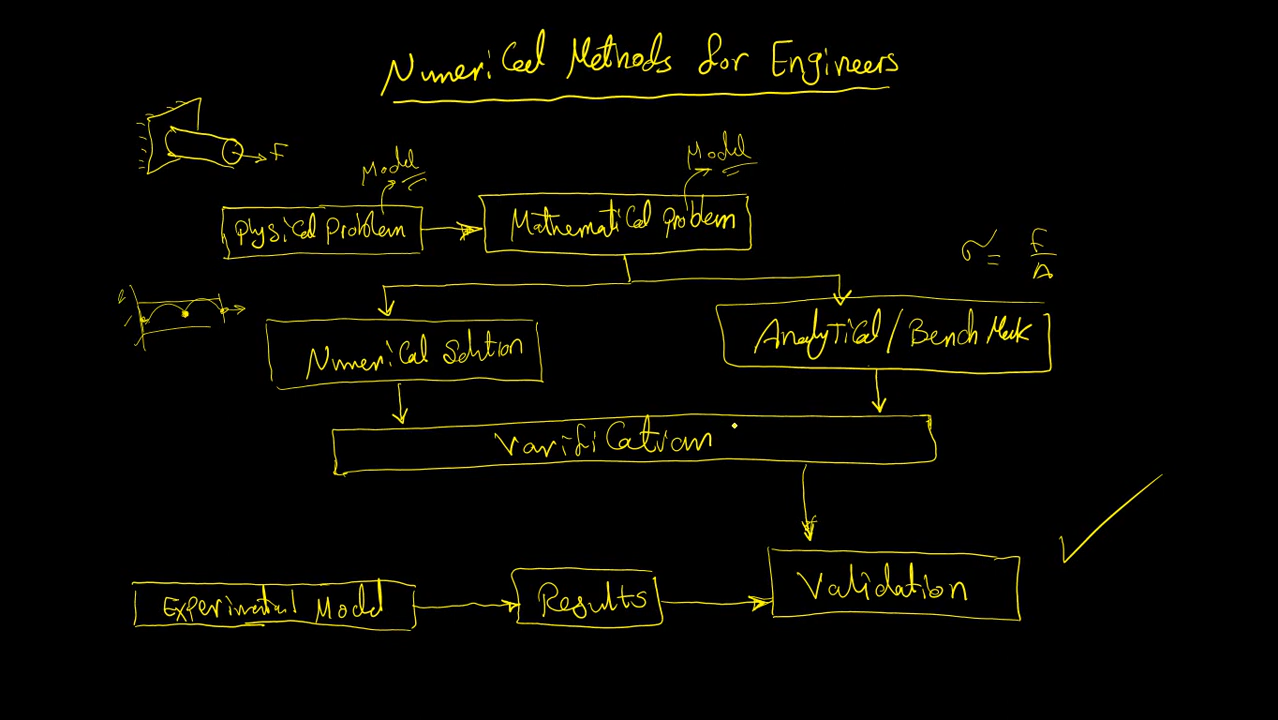 Numerical Methods for Engineers
F
Model
Model
Physical Problem
Mathematical problem
σ = F/A
Numerical Solution
Analytical / Bench Mark
Varification
Experimental Model
Results
Validation